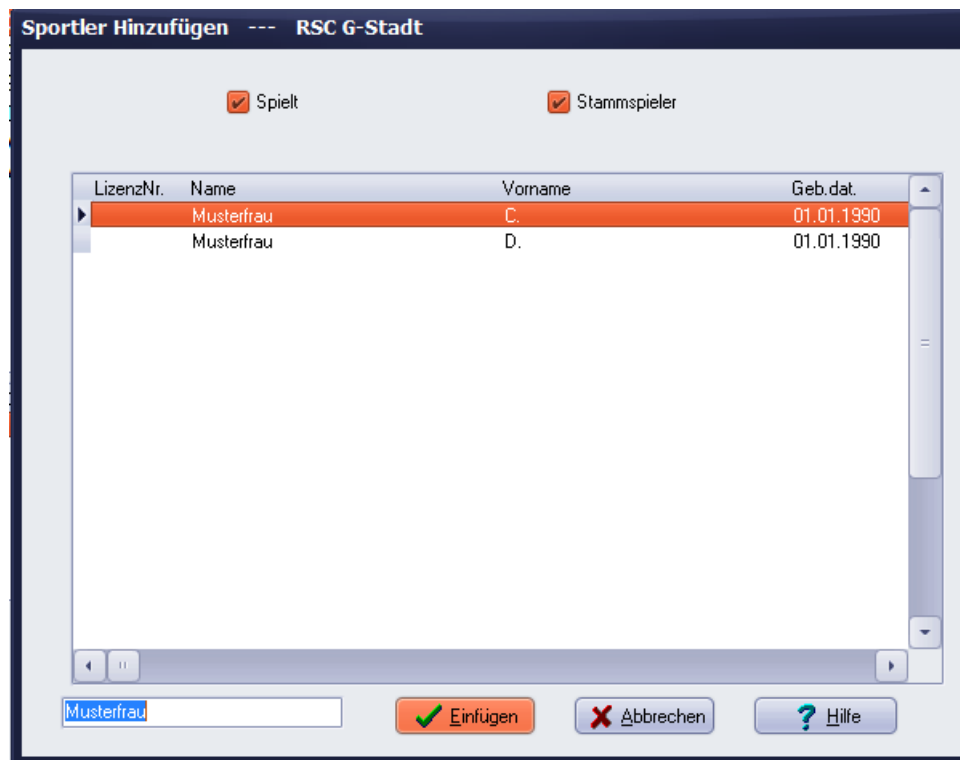 Sportler Hinzufügen --- RSC G-Stadt
Spielt Stammspieler
LizenzNr. Name Vorname Geb.dat.
Musterfrau C. 01.01.1990
Musterfrau D. 01.01.1990
Musterfrau Einfügen Abbrechen Hilfe